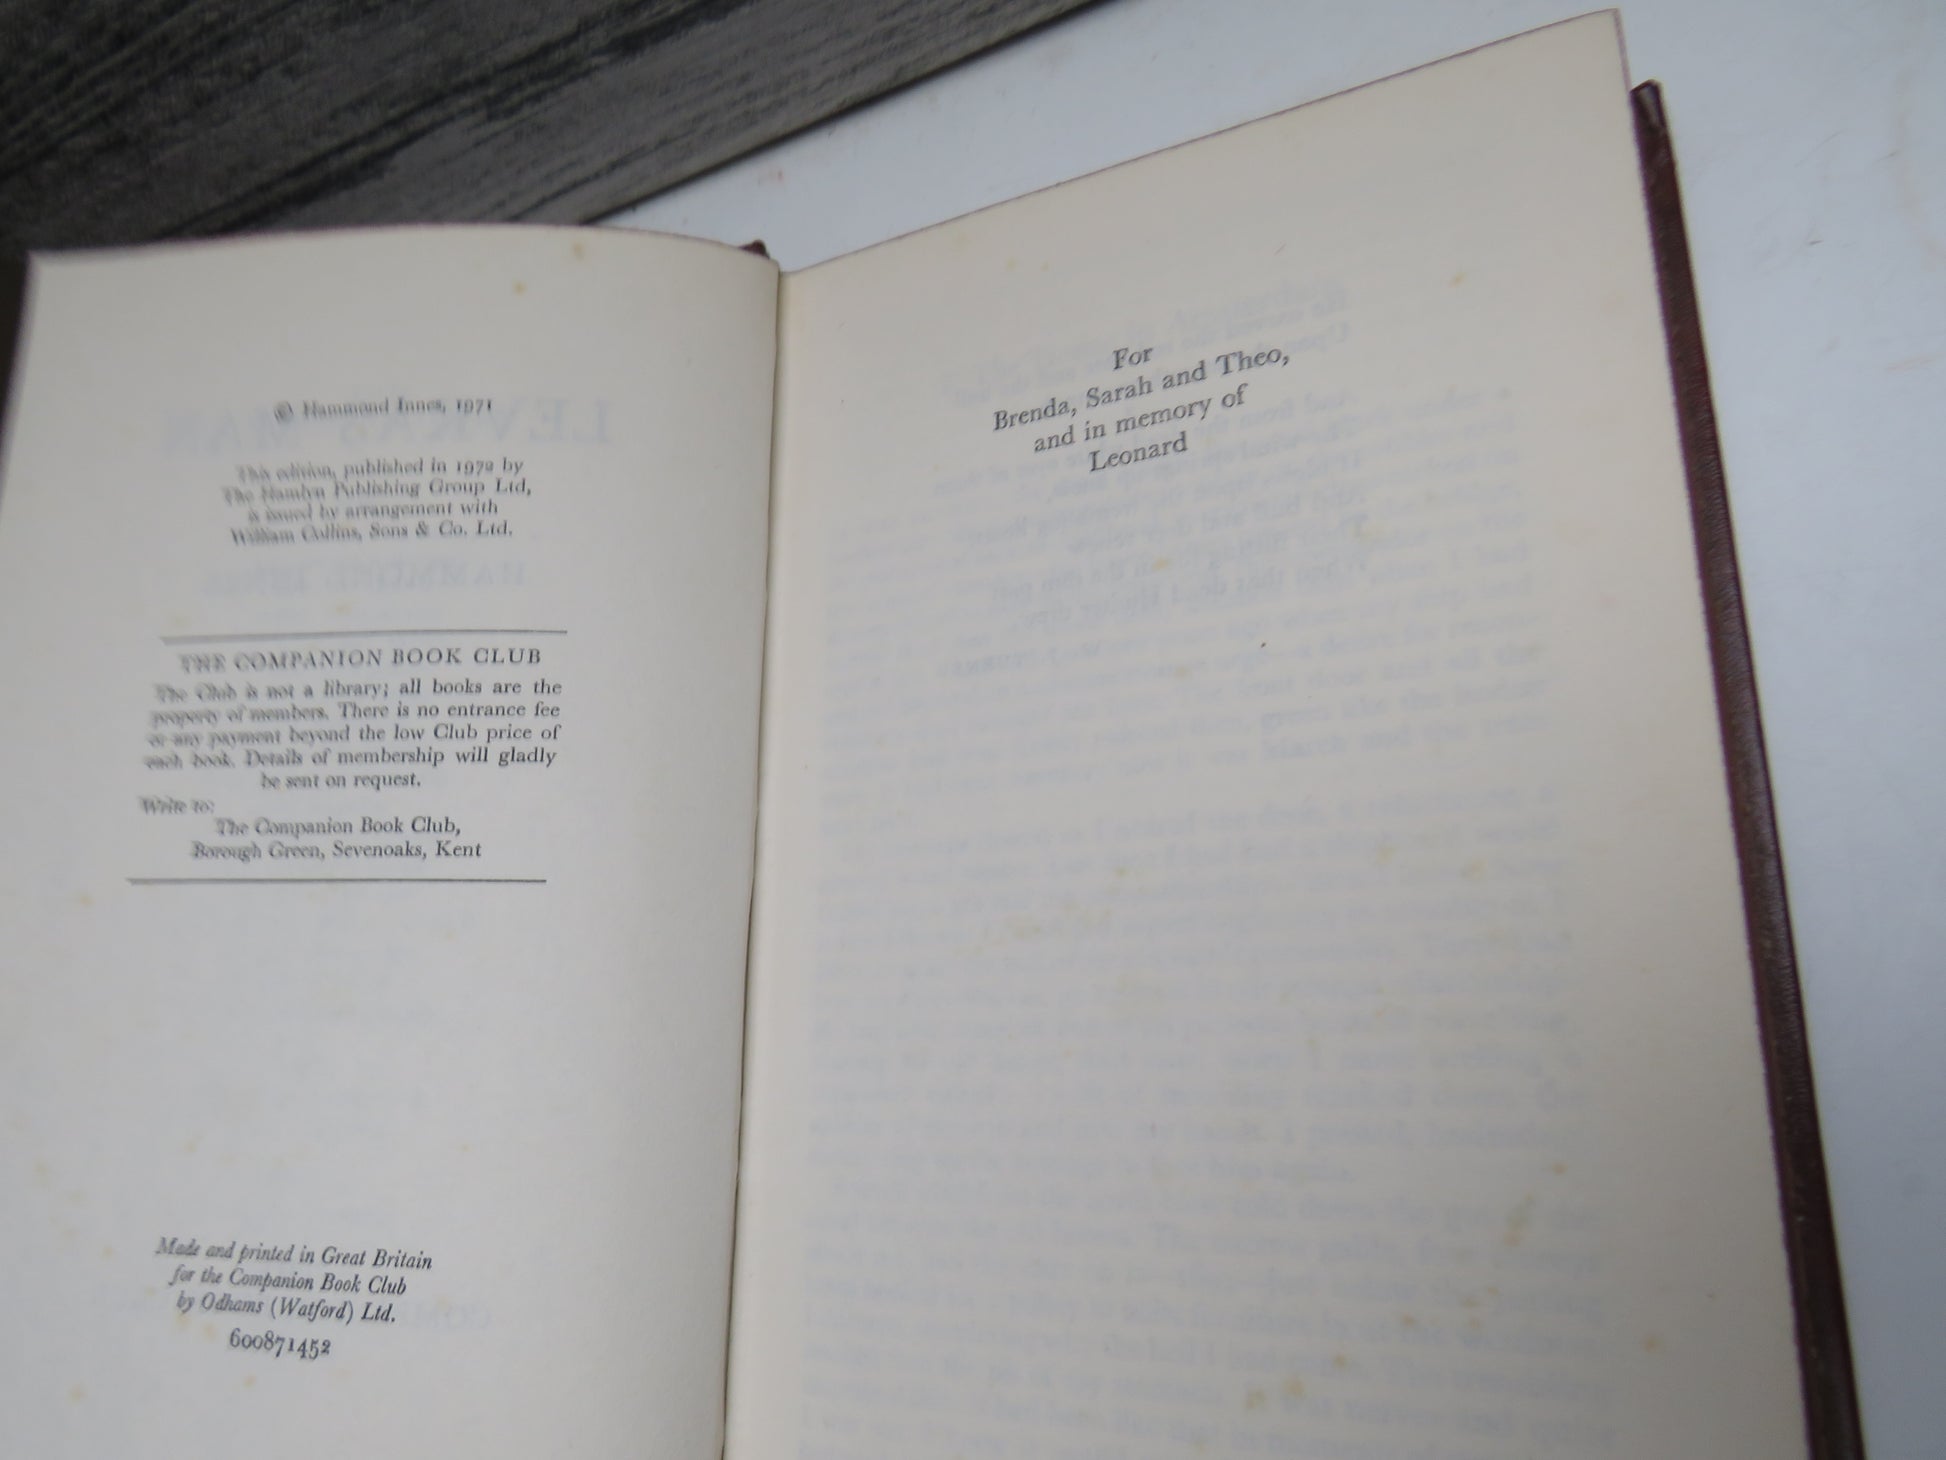 © Hammond Innes, 1971
This edition, published in 1972 by
The Hamlyn Publishing Group Ltd,
is issued by arrangement with
William Collins, Sons & Co. Ltd.
THE COMPANION BOOK CLUB
The Club is not a library; all books are the
property of members. There is no entrance fee
or any payment beyond the low Club price of
each book. Details of membership will gladly
be sent on request.
Write to:
The Companion Book Club,
Borough Green, Sevenoaks, Kent
Made and printed in Great Britain
for the Companion Book Club
by Odhams (Watford) Ltd.
600871452
For
Brenda, Sarah and Theo,
and in memory of
Leonard